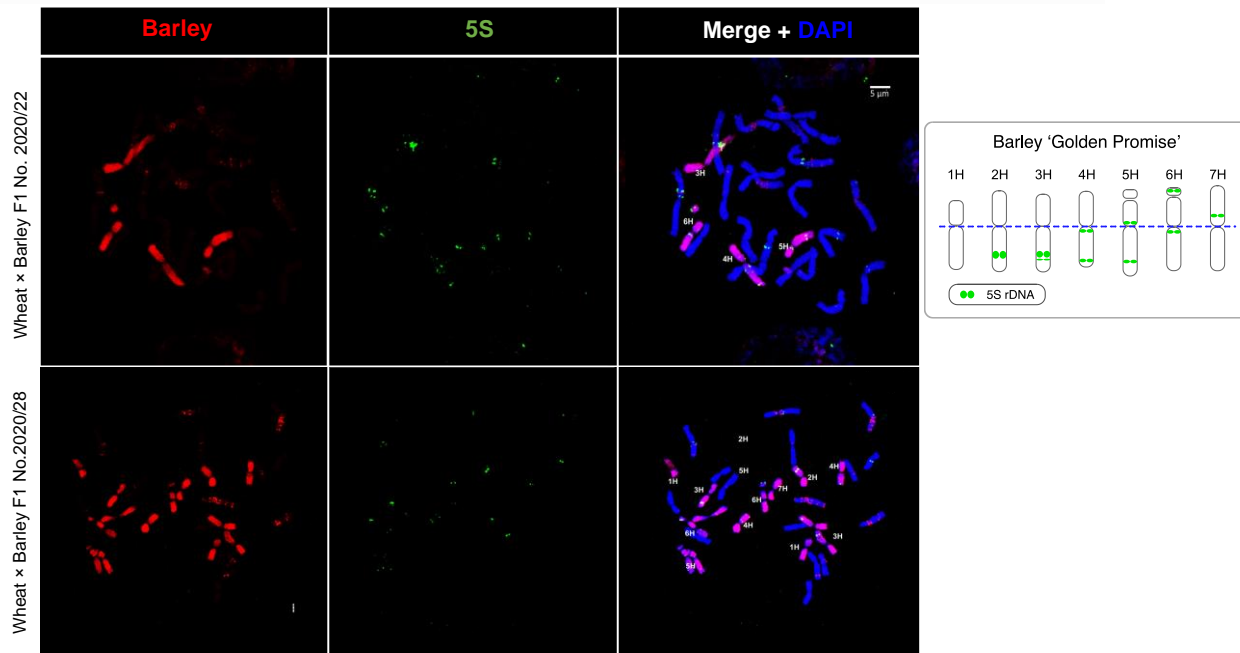 Barley
5S
Merge + DAPI
Wheat × Barley F1 No. 2020/22
5 µm
3H
6H
4H
5H
Barley 'Golden Promise'
1H 2H 3H 4H 5H 6H 7H
5S rDNA
Wheat × Barley F1 No.2020/28
2H
4H
5H
2H
1H
7H
3H
6H
4H
6H
3H
1H
5H